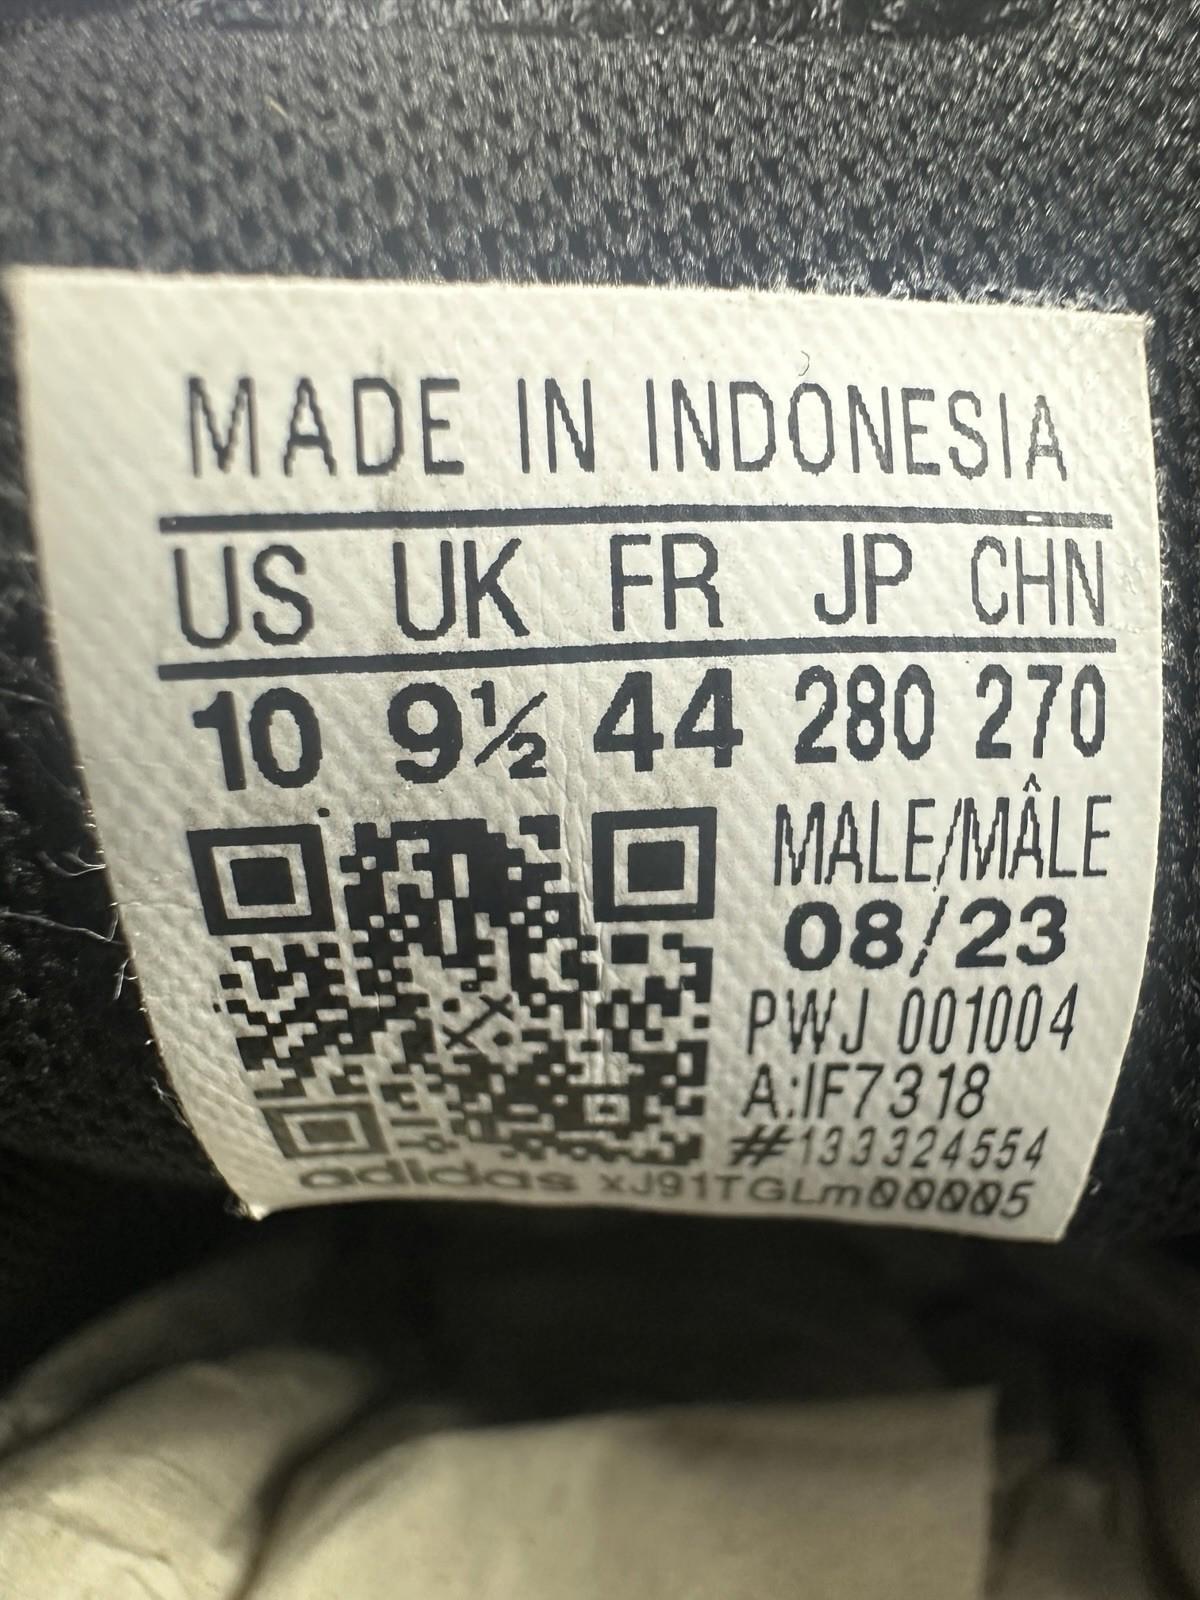 MADE IN INDONESIA
US UK FR JP CHN
10 9½ 44 280 270
MALE/MÂLE
08/23
PWJ 001004
A:IF7318
#133324554
adidas xJ91TGLm00005